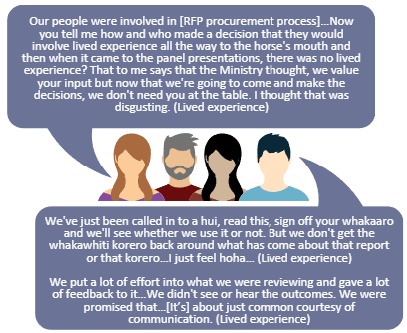 Our people were involved in [RFP procurement process]...Now
you tell me how and who made a decision that they would
involve lived experience all the way to the horse's mouth and
then when it came to the panel presentations, there was no lived
experience? That to me says that the Ministry thought, we value
your input but now that we're going to come and make the
decisions, we don't need you at the table. I thought that was
disgusting. (Lived experience)
We've just been called in to a hui, read this, sign off your whakaaro
and we'll see whether we use it or not. But we don't get the
whakawhiti korero back around what has come about that report
or that korero...I just feel hoha... (Lived experience)
We put a lot of effort into what we were reviewing and gave a lot
of feedback to it...We didn't see or hear the outcomes. We were
promised that...[It's] about just common courtesy of
communication. (Lived experience)